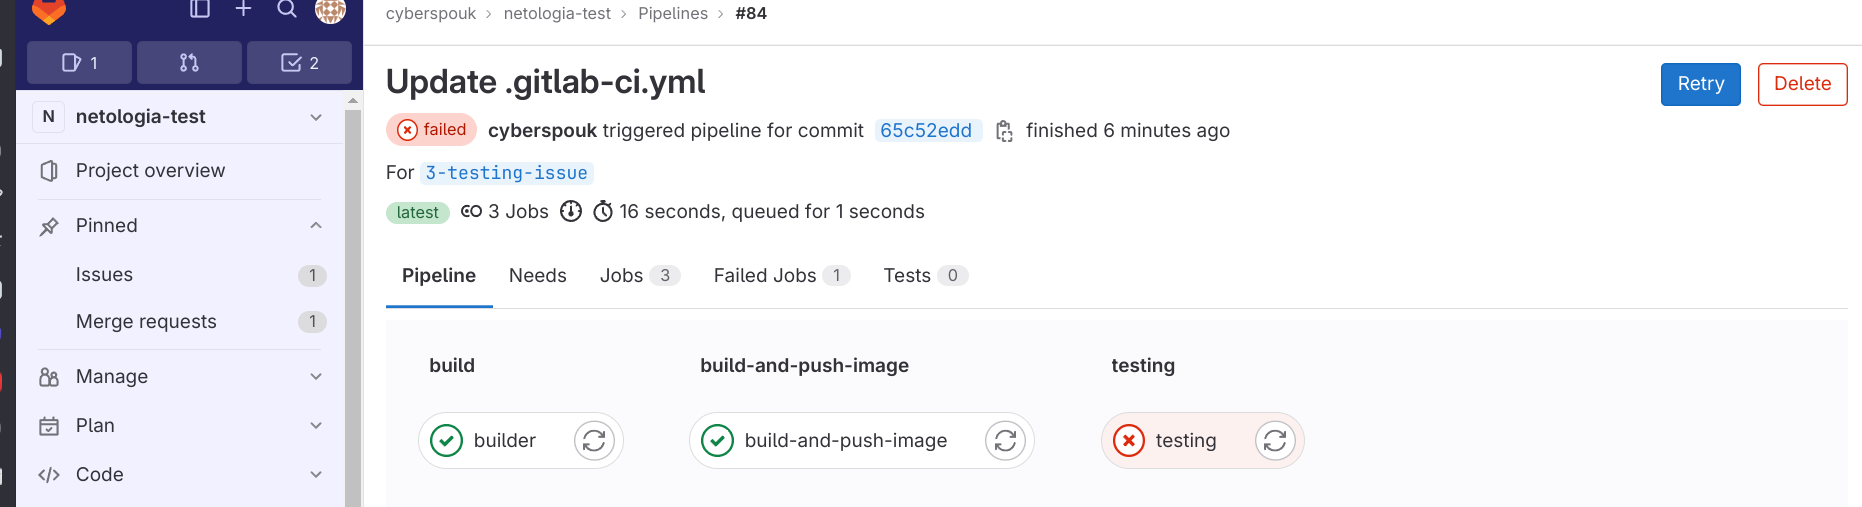 cyberspouk › netologia-test › Pipelines › #84
1
2
N netologia-test
Project overview
Pinned
Issues 1
Merge requests 1
Manage
Plan
Code
Update .gitlab-ci.yml
Retry
Delete
failed cyberspouk triggered pipeline for commit 65c52edd finished 6 minutes ago
For 3-testing-issue
latest 3 Jobs 16 seconds, queued for 1 seconds
Pipeline Needs Jobs 3 Failed Jobs 1 Tests 0
build
build-and-push-image
testing
builder
build-and-push-image
testing